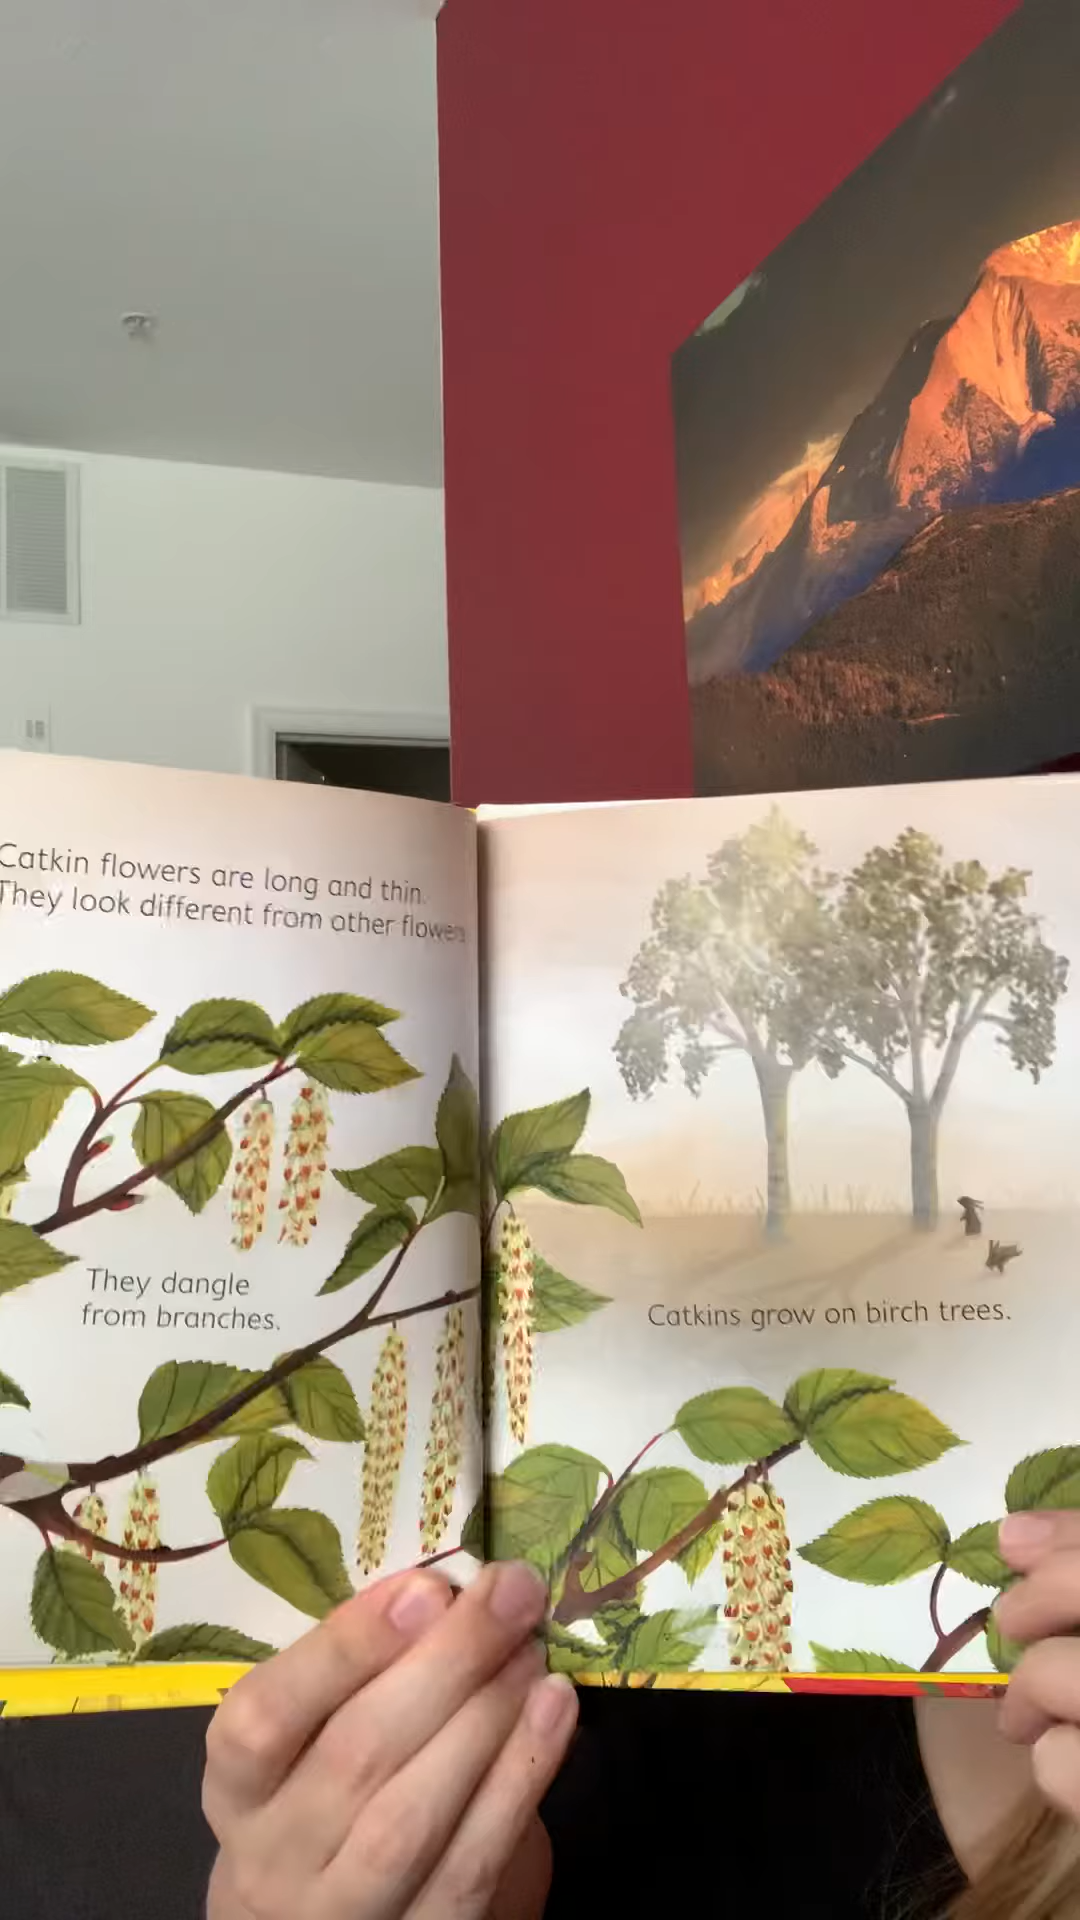 Catkin flowers are long and thin.
They look different from other flowers
They dangle
from branches.
Catkins grow on birch trees.